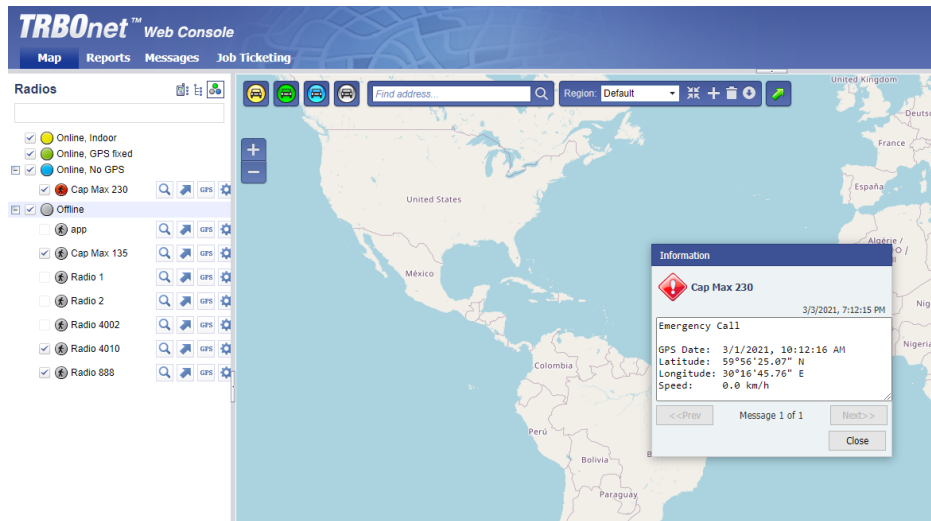 TRBOnet™ Web Console
Map Reports Messages Job Ticketing
Radios
Online, Indoor
Online, GPS fixed
Online, No GPS
Cap Max 230 GPS
Offline
app GPS
Cap Max 135 GPS
Radio 1 GPS
Radio 2 GPS
Radio 4002 GPS
Radio 4010 GPS
Radio 888 GPS
Find address...
Region: Default
United Kingdom
France
España
United States
México
Colombia
Perú
Bolivia
Paraguay
Algérie /
Nigeria
Information
Cap Max 230
3/3/2021, 7:12:15 PM
Emergency Call
GPS Date: 3/1/2021, 10:12:16 AM
Latitude: 59°56'25.07" N
Longitude: 30°16'45.76" E
Speed: 0.0 km/h
<<Prev Message 1 of 1 Next>>
Close